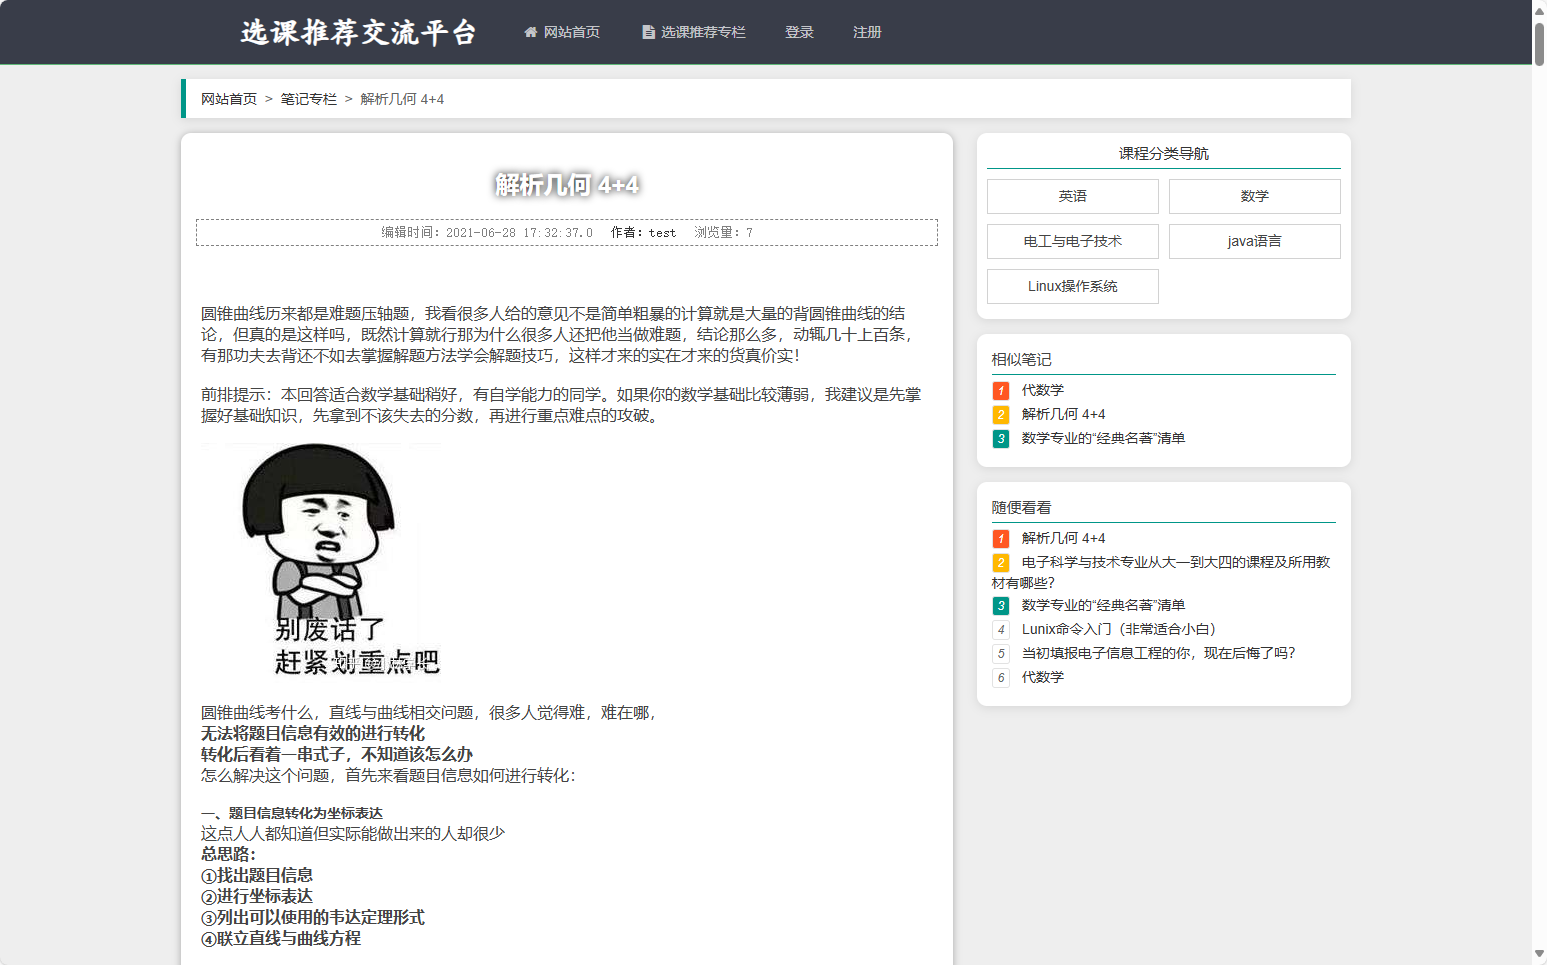 选课推荐交流平台
网站首页
选课推荐专栏
登录
注册
网站首页 > 笔记专栏 > 解析几何 4+4
解析几何 4+4
编辑时间：2021-06-28 17:32:37.0 作者：test 浏览量：7
圆锥曲线历来都是难题压轴题，我看很多人给的意见不是简单粗暴的计算就是大量的背圆锥曲线的结
论，但真的是这样吗，既然计算就行那为什么很多人还把他当做难题，结论那么多，动辄几十上百条，
有那功夫去背还不如去掌握解题方法学会解题技巧，这样才来的实在才来的货真价实！
前排提示：本回答适合数学基础稍好，有自学能力的同学。如果你的数学基础比较薄弱，我建议是先掌
握好基础知识，先拿到不该失去的分数，再进行重点难点的攻破。
别废话了
赶紧划重点吧
圆锥曲线考什么，直线与曲线相交问题，很多人觉得难，难在哪，
无法将题目信息有效的进行转化
转化后看着一串式子，不知道该怎么办
怎么解决这个问题，首先来看题目信息如何进行转化：
一、题目信息转化为坐标表达
这点人人都知道但实际能做出来的人却很少
总思路：
①找出题目信息
②进行坐标表达
③列出可以使用的韦达定理形式
④联立直线与曲线方程
课程分类导航
英语
数学
电工与电子技术
java语言
Linux操作系统
相似笔记
1 代数学
2 解析几何 4+4
3 数学专业的“经典名著”清单
随便看看
1 解析几何 4+4
2 电子科学与技术专业从大一到大四的课程及所用教
材有哪些？
3 数学专业的“经典名著”清单
4 Lunix命令入门（非常适合小白）
5 当初填报电子信息工程的你，现在后悔了吗？
6 代数学